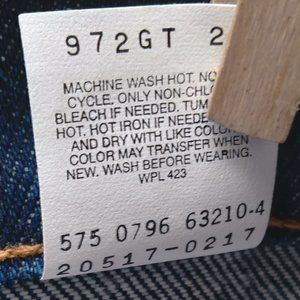 972GT 2
MACHINE WASH HOT. NO
CYCLE, ONLY NON-CHLO
BLEACH IF NEEDED. TUM
HOT. HOT IRON IF NEEDED
AND DRY WITH LIKE COLOR
COLOR MAY TRANSFER WHEN
NEW. WASH BEFORE WEARING.
WPL 423
575 0796 63210-4
20517-0217